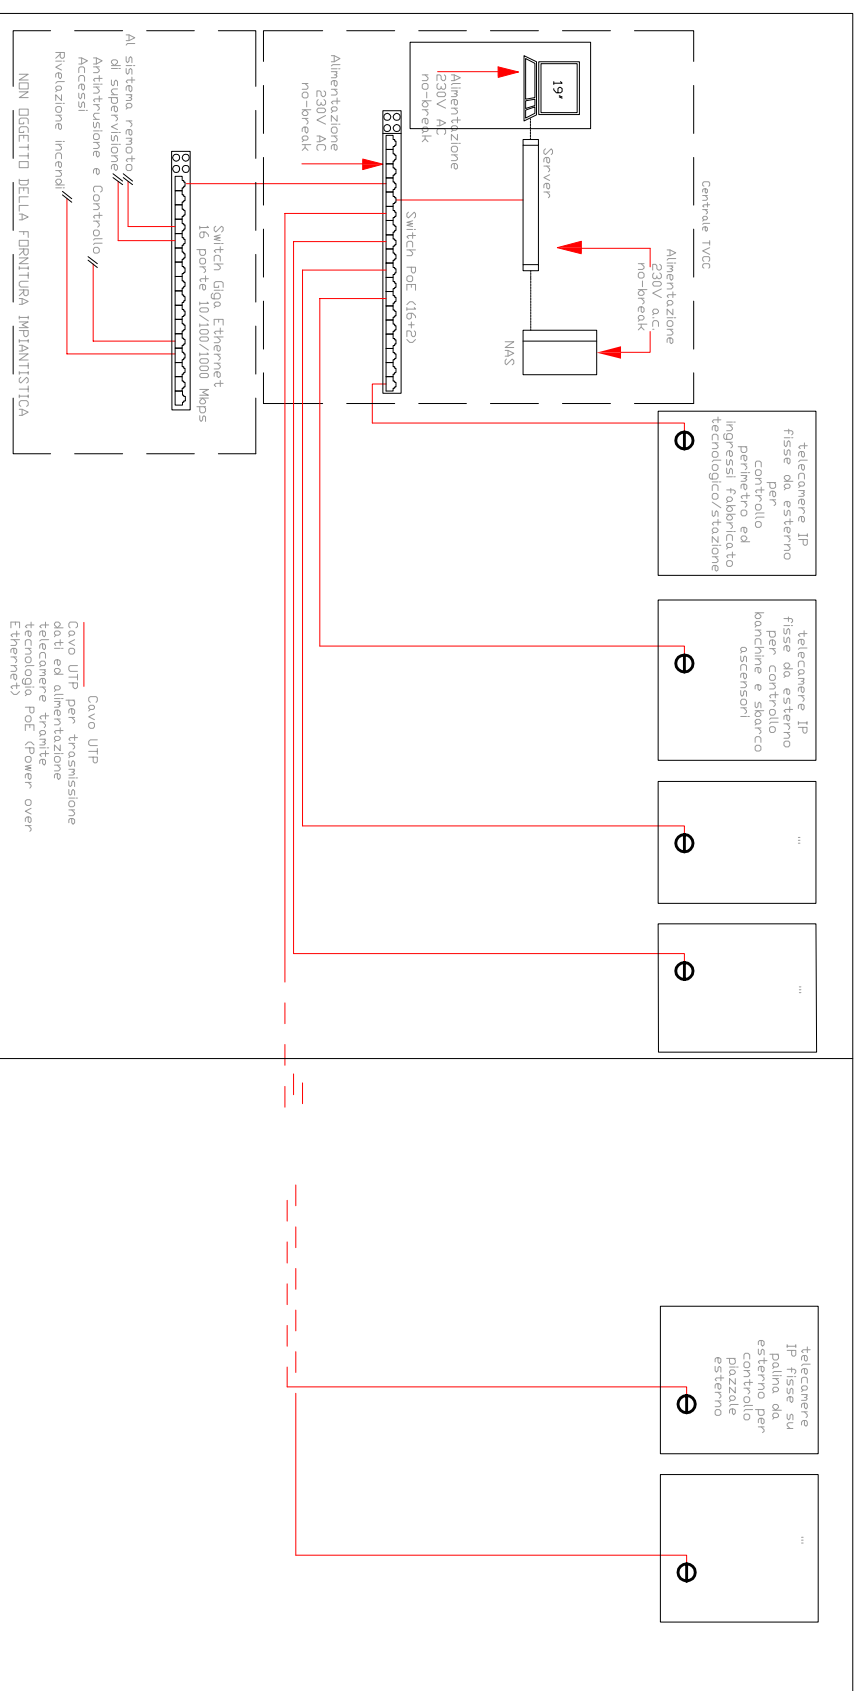 Centrale TVCC
Alimentazione
230V a.c.
no-break
19"
Server
NAS
Alimentazione
230V AC
no-break
Switch PoE (16+2)
Alimentazione
230V AC
no-break
Al sistema remoto
di supervisione
Antintrusione e Controllo
Accessi
Rivelazione incendi
Switch Giga Ethernet
16 porte 10/100/1000 Mbps
NON OGGETTO DELLA FORNITURA IMPIANTISTICA
telecamere IP
fisse da esterno
per
controllo
perimetro ed
ingressi fabbricato
tecnologico/stazione
telecamere IP
fisse da esterno
per controllo
banchine e sbarco
ascensori
...
...
telecamere
IP fisse su
palina da
esterno per
controllo
piazzale
esterno
...
Cavo UTP
Cavo UTP per trasmissione
dati ed alimentazione
telecamere tramite
tecnologia PoE (Power over
Ethernet)